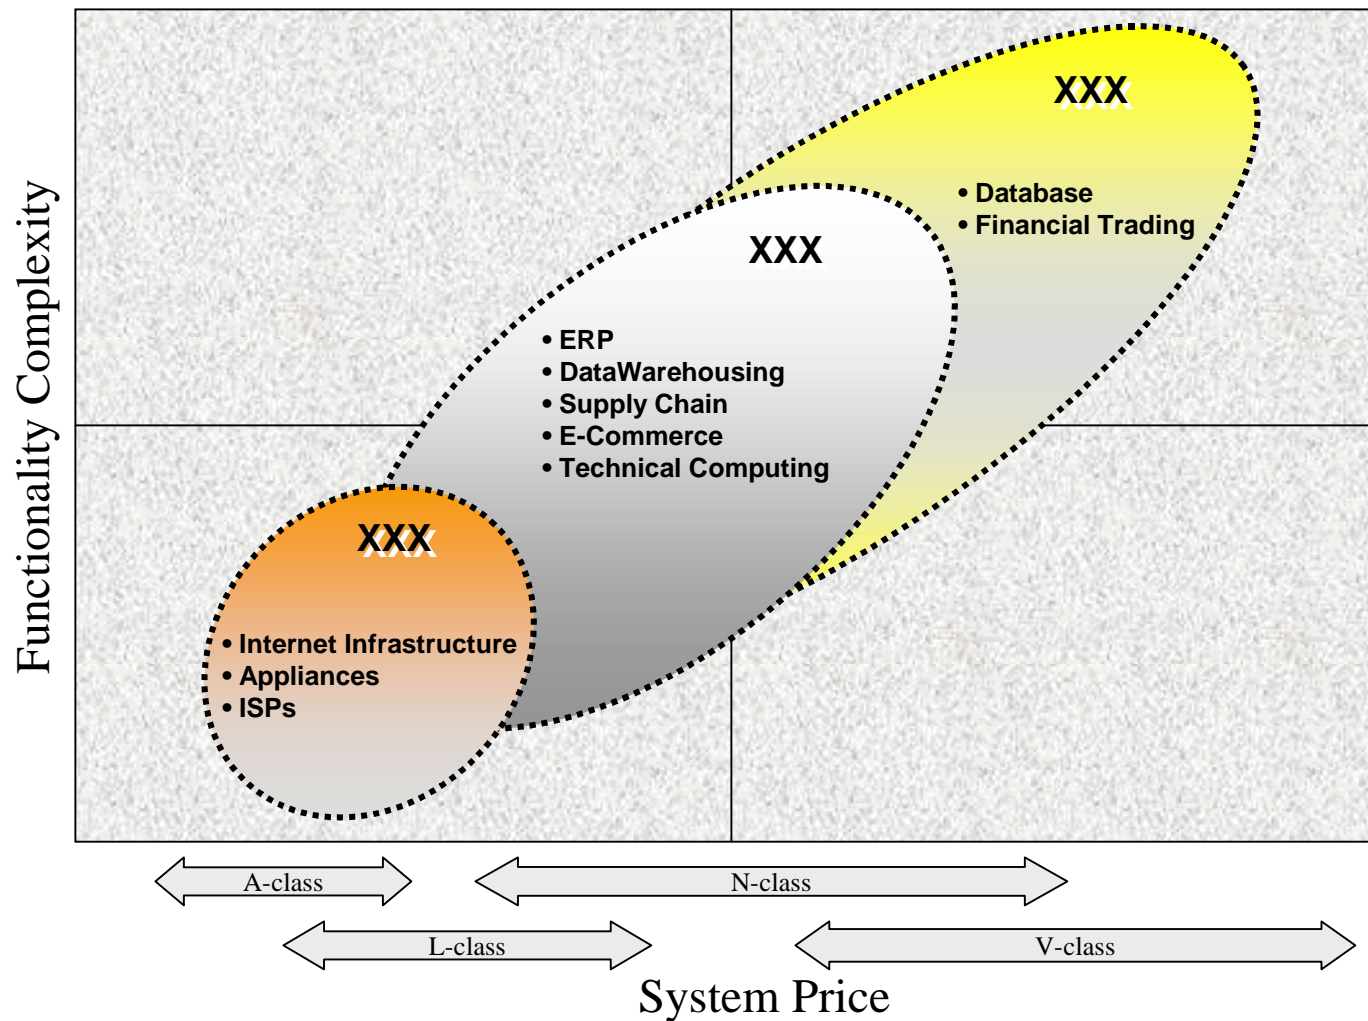 Functionality Complexity
XXX
• Database
• Financial Trading
XXX
• ERP
• DataWarehousing
• Supply Chain
• E-Commerce
• Technical Computing
XXX
• Internet Infrastructure
• Appliances
• ISPs
A-class
N-class
L-class
V-class
System Price